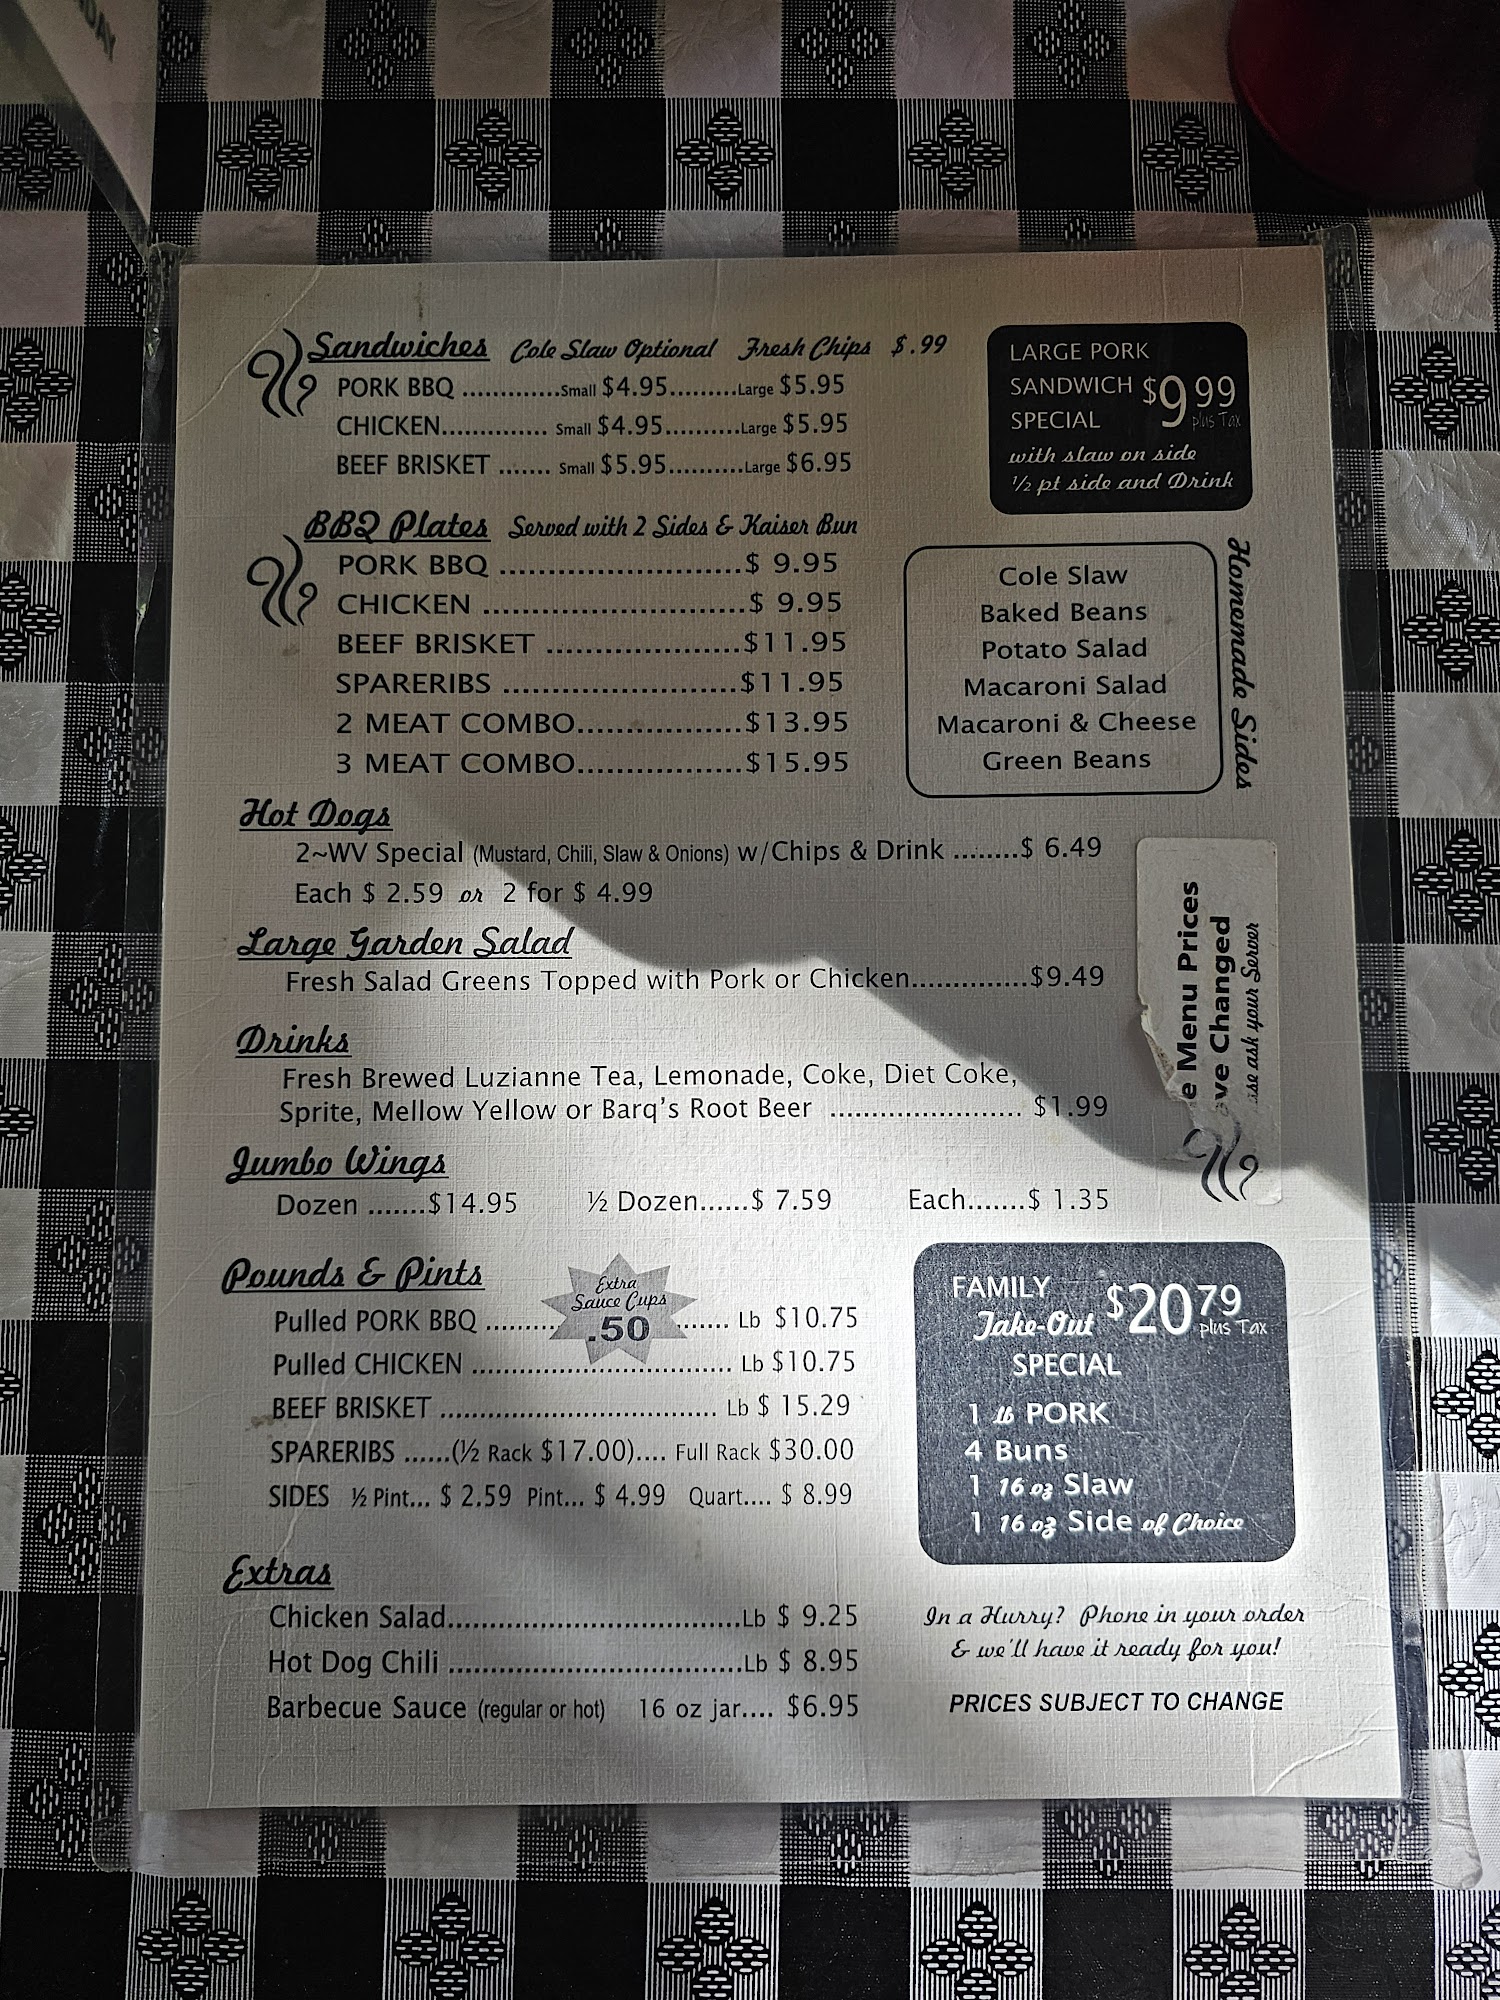 DAY
Sandwiches Cole Slaw Optional Fresh Chips $.99
PORK BBQ .............Small $4.95.........Large $5.95
CHICKEN.............. Small $4.95..........Large $5.95
BEEF BRISKET ....... Small $5.95..........Large $6.95
LARGE PORK
SANDWICH $9.99
SPECIAL plus Tax
with slaw on side
½ pt side and Drink
BBQ Plates Served with 2 Sides & Kaiser Bun
PORK BBQ .........................$ 9.95
CHICKEN ...........................$ 9.95
BEEF BRISKET ....................$11.95
SPARERIBS ........................$11.95
2 MEAT COMBO.................$13.95
3 MEAT COMBO.................$15.95
Homemade Sides
Cole Slaw
Baked Beans
Potato Salad
Macaroni Salad
Macaroni & Cheese
Green Beans
Hot Dogs
2~WV Special (Mustard, Chili, Slaw & Onions) w/Chips & Drink ........$ 6.49
Each $ 2.59 or 2 for $ 4.99
Large Garden Salad
Fresh Salad Greens Topped with Pork or Chicken..............$9.49
e Menu Prices
ve Changed
ase ask your Server
Drinks
Fresh Brewed Luzianne Tea, Lemonade, Coke, Diet Coke,
Sprite, Mellow Yellow or Barq's Root Beer ....................... $1.99
Jumbo Wings
Dozen .......$14.95 ½ Dozen......$ 7.59 Each.......$ 1.35
Pounds & Pints
Extra
Sauce Cups
.50
Pulled PORK BBQ ............... Lb $10.75
Pulled CHICKEN ................................ Lb $10.75
BEEF BRISKET .................................. Lb $ 15.29
SPARERIBS ......(½ Rack $17.00).... Full Rack $30.00
SIDES ½ Pint... $ 2.59 Pint... $ 4.99 Quart.... $ 8.99
FAMILY
Take-Out $20.79
plus Tax
SPECIAL
1 lb PORK
4 Buns
1 16 oz Slaw
1 16 oz Side of Choice
Extras
Chicken Salad....................................Lb $ 9.25
Hot Dog Chili ....................................Lb $ 8.95
Barbecue Sauce (regular or hot) 16 oz jar.... $6.95
In a Hurry? Phone in your order
& we'll have it ready for you!
PRICES SUBJECT TO CHANGE